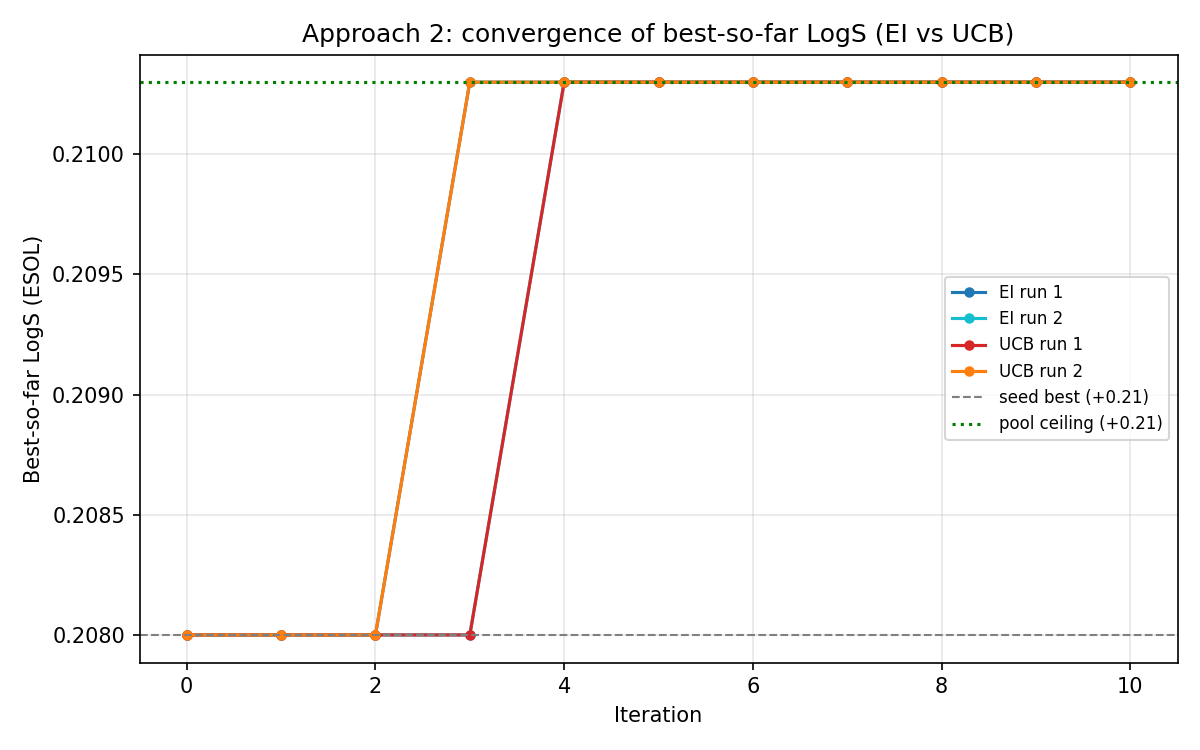 Approach 2: convergence of best-so-far LogS (EI vs UCB)
Best-so-far LogS (ESOL)
0.2100
0.2095
0.2090
0.2085
0.2080
EI run 1
EI run 2
UCB run 1
UCB run 2
seed best (+0.21)
pool ceiling (+0.21)
0
2
4
6
8
10
Iteration